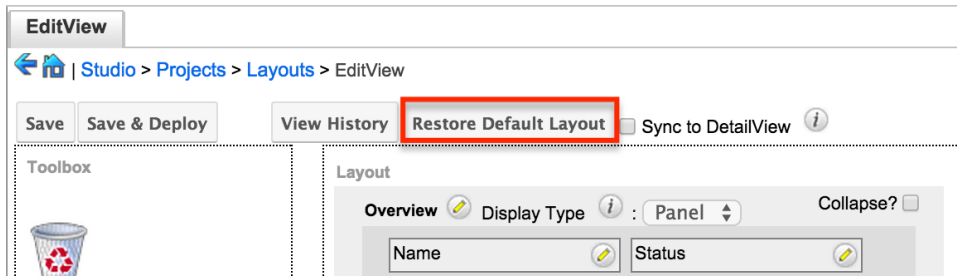 EditView
| Studio > Projects > Layouts > EditView
Save Save & Deploy View History Restore Default Layout Sync to DetailView i
Toolbox
Layout
Overview Display Type i : Panel Collapse?
Name Status